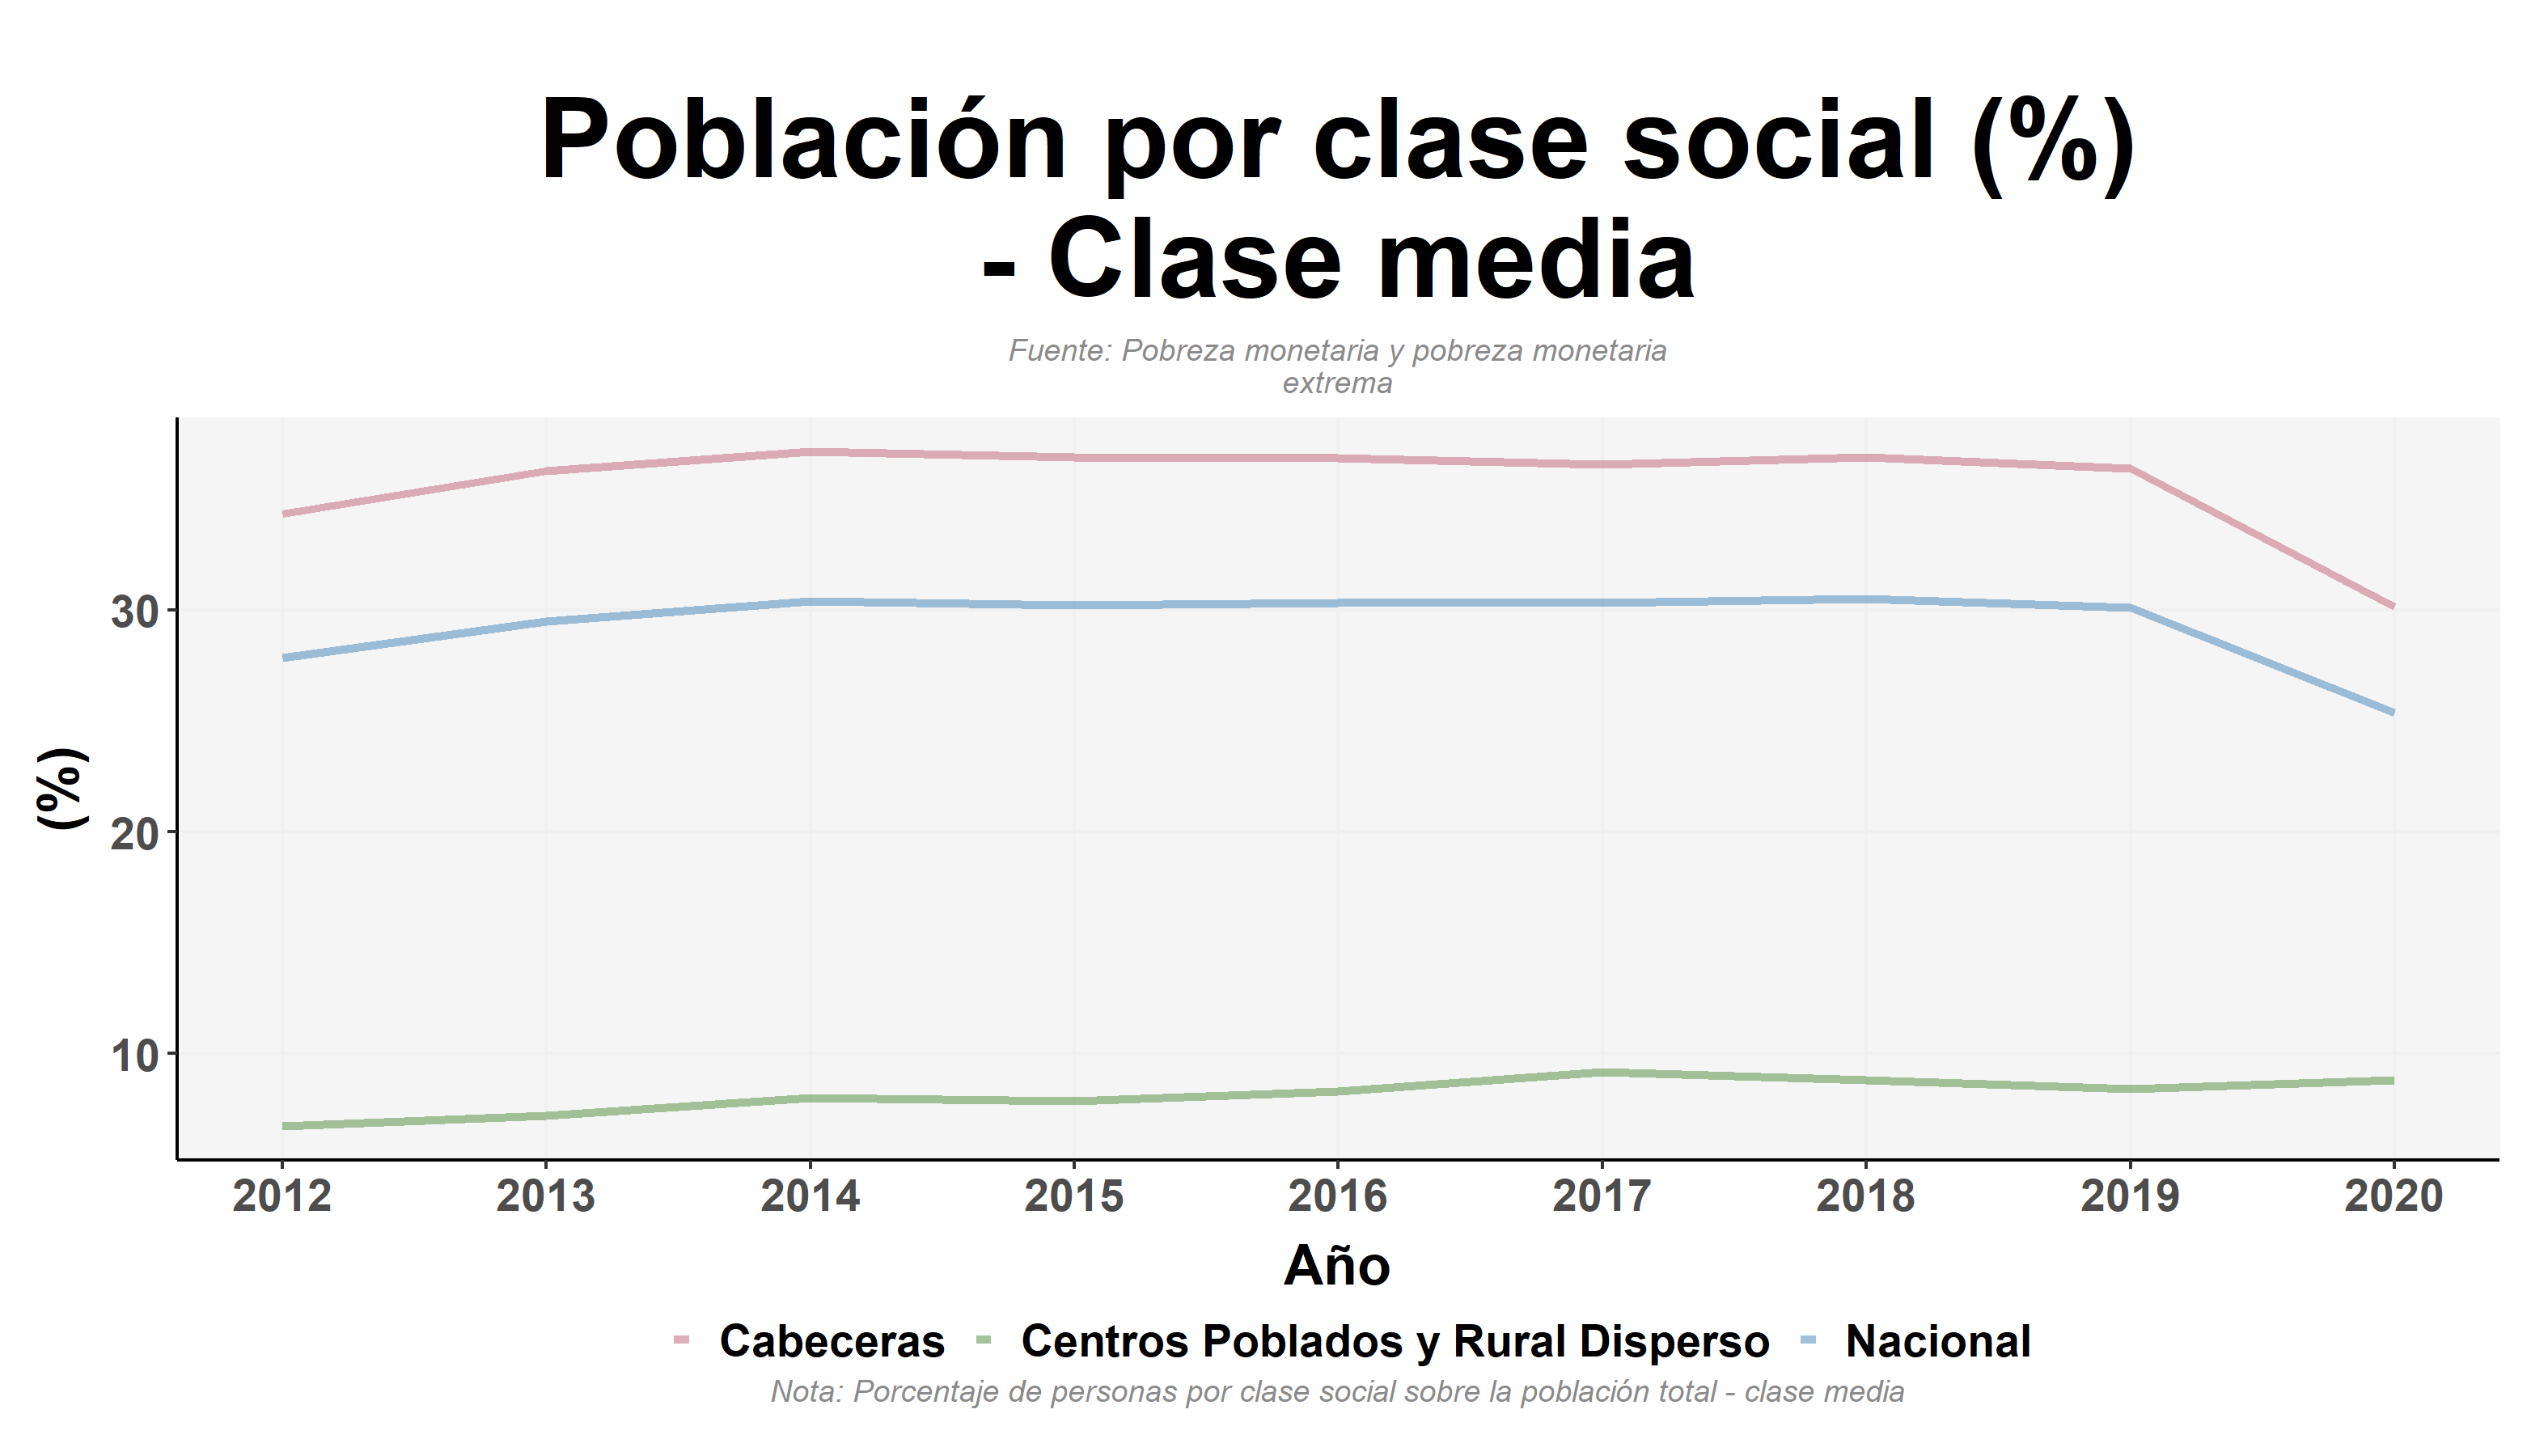 Población por clase social (%)
- Clase media
Fuente: Pobreza monetaria y pobreza monetaria
extrema
(%)
30
20
10
2012 2013 2014 2015 2016 2017 2018 2019 2020
Año
Cabeceras Centros Poblados y Rural Disperso Nacional
Nota: Porcentaje de personas por clase social sobre la población total - clase media